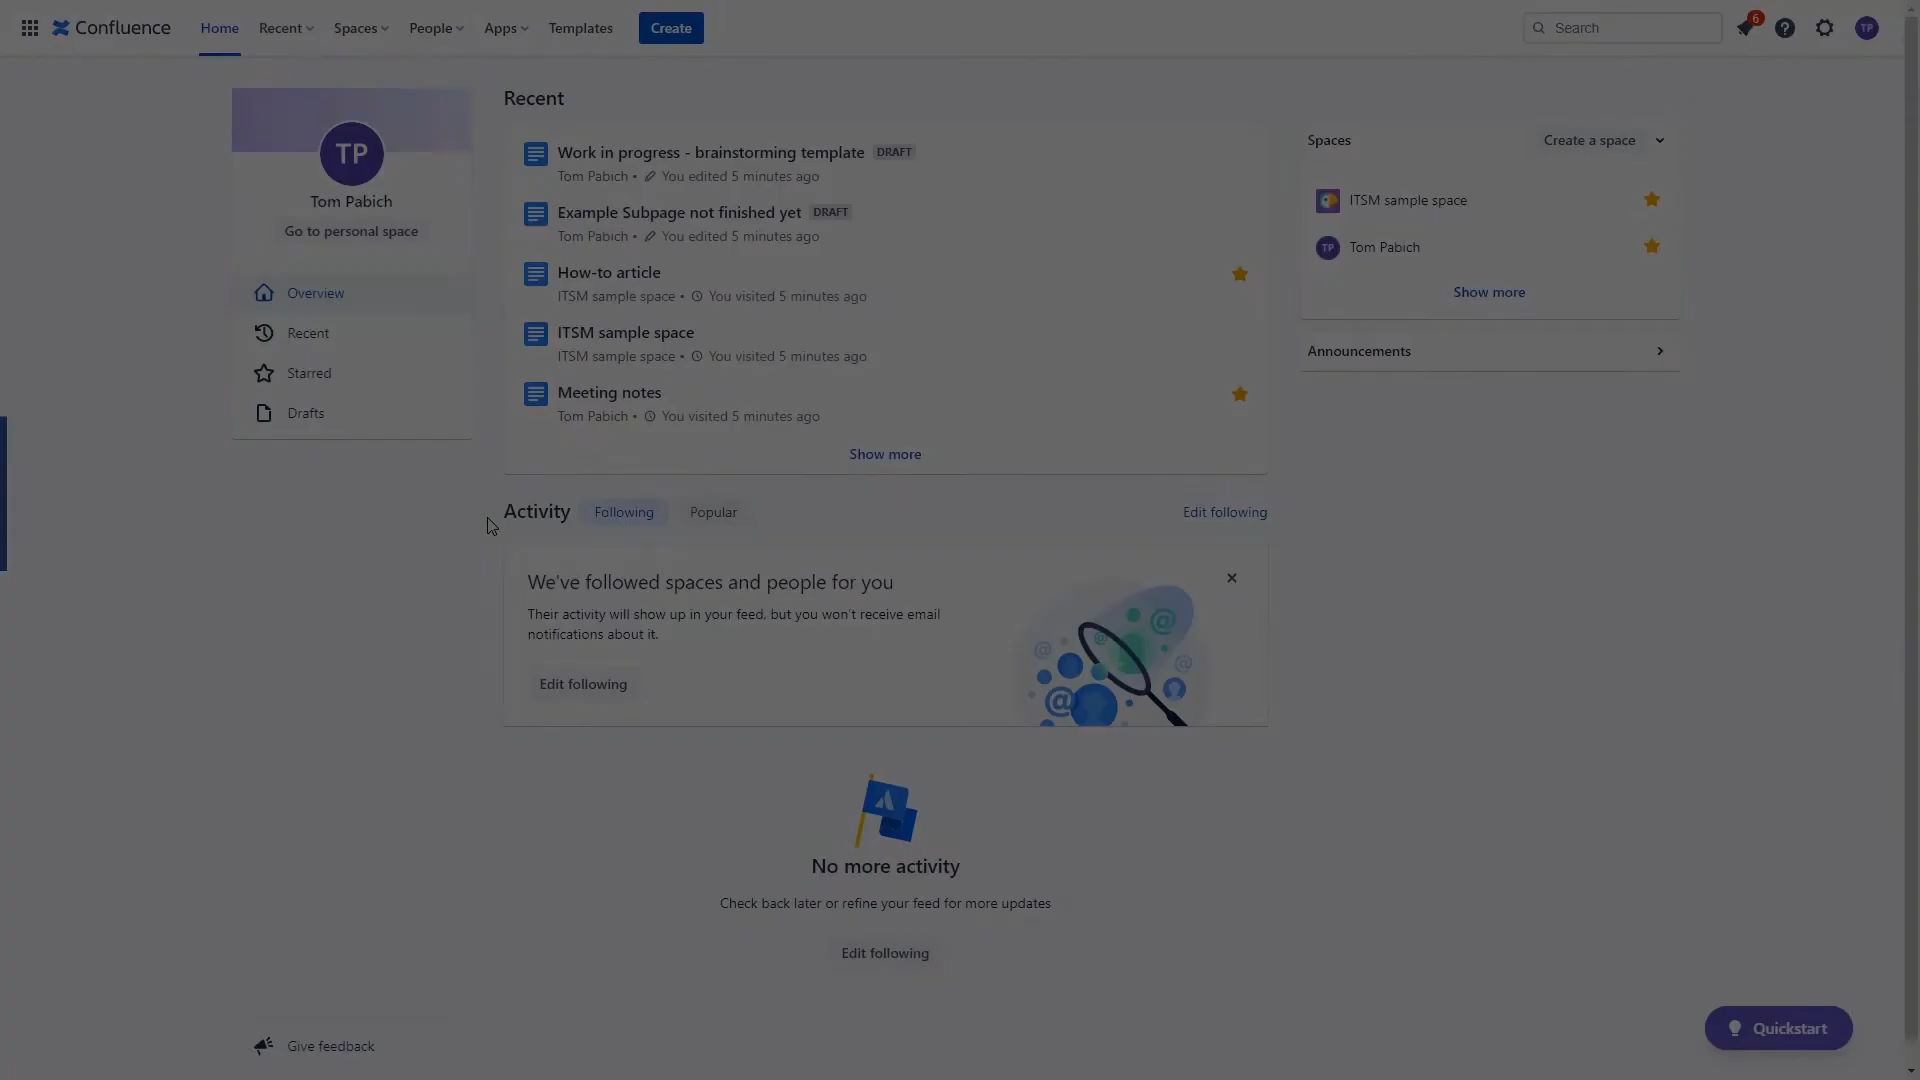 Confluence
Home
Recent
Spaces
People
Apps
Templates
Create
Search
6
TP
TP
Tom Pabich
Go to personal space
Overview
Recent
Starred
Drafts
Recent
Work in progress - brainstorming template DRAFT
Tom Pabich • You edited 5 minutes ago
Example Subpage not finished yet DRAFT
Tom Pabich • You edited 5 minutes ago
How-to article
ITSM sample space • You visited 5 minutes ago
ITSM sample space
ITSM sample space • You visited 5 minutes ago
Meeting notes
Tom Pabich • You visited 5 minutes ago
Show more
Activity
Following
Popular
Edit following
We've followed spaces and people for you
Their activity will show up in your feed, but you won't receive email
notifications about it.
Edit following
No more activity
Check back later or refine your feed for more updates
Edit following
Spaces
Create a space
ITSM sample space
TP Tom Pabich
Show more
Announcements
Give feedback
Quickstart